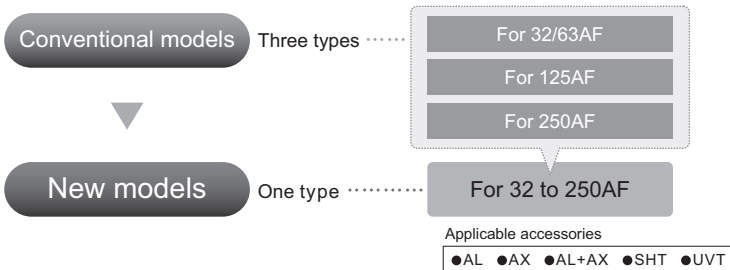 Conventional models Three types ······ For 32/63AF
For 125AF
For 250AF
New models One type ··········· For 32 to 250AF
Applicable accessories
●AL ●AX ●AL+AX ●SHT ●UVT